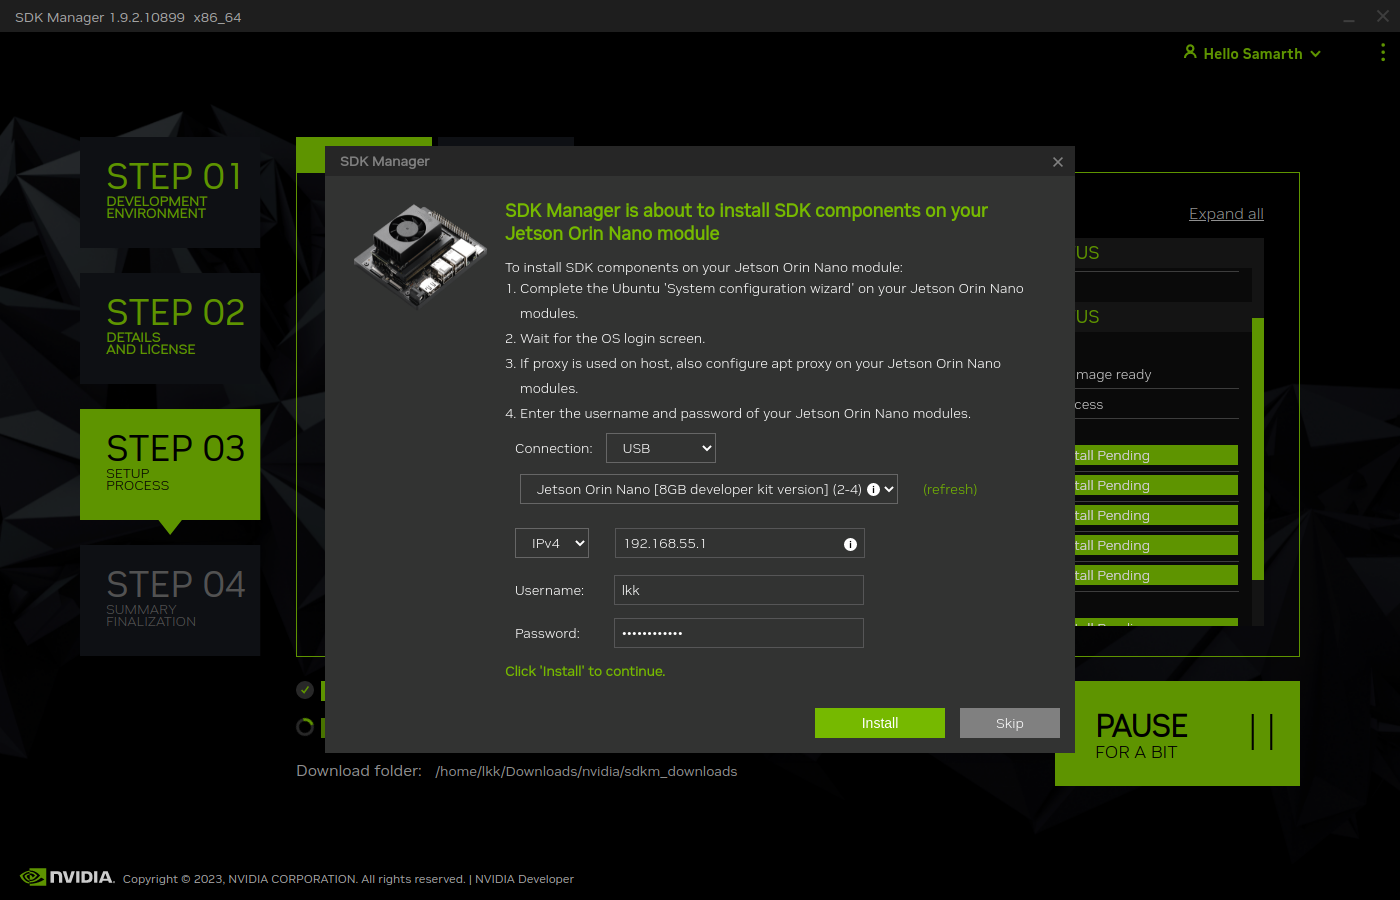 SDK Manager 1.9.2.10899 x86_64
Hello Samarth
STEP 01
DEVELOPMENT
ENVIRONMENT
STEP 02
DETAILS
AND LICENSE
STEP 03
SETUP
PROCESS
STEP 04
SUMMARY
FINALIZATION
SDK Manager
SDK Manager is about to install SDK components on your
Jetson Orin Nano module
To install SDK components on your Jetson Orin Nano module:
1. Complete the Ubuntu 'System configuration wizard' on your Jetson Orin Nano
modules.
2. Wait for the OS login screen.
3. If proxy is used on host, also configure apt proxy on your Jetson Orin Nano
modules.
4. Enter the username and password of your Jetson Orin Nano modules.
Connection: USB
Jetson Orin Nano [8GB developer kit version] (2-4) (refresh)
IPv4 192.168.55.1
Username: lkk
Password: ••••••••••••
Click 'Install' to continue.
Install Skip
Expand all
US
US
mage ready
cess
tall Pending
tall Pending
tall Pending
tall Pending
tall Pending
PAUSE
FOR A BIT
Download folder: /home/lkk/Downloads/nvidia/sdkm_downloads
NVIDIA. Copyright © 2023, NVIDIA CORPORATION. All rights reserved. | NVIDIA Developer